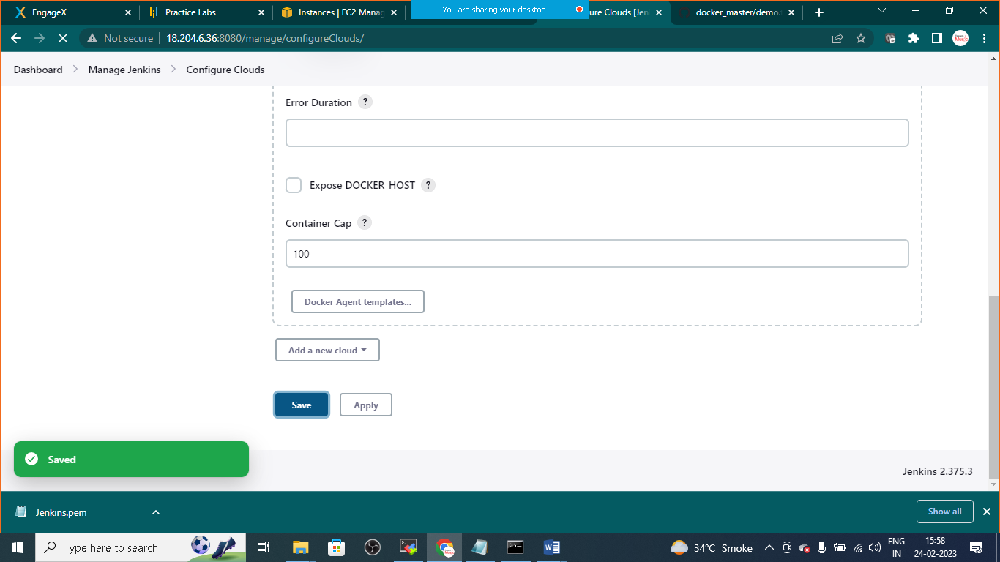 EngageX
Practice Labs
Instances | EC2 Manag
You are sharing your desktop
ure Clouds [Jen
docker_master/demo.
Not secure
18.204.6.36:8080/manage/configureClouds/
Dashboard
Manage Jenkins
Configure Clouds
Error Duration ?
Expose DOCKER_HOST ?
Container Cap ?
100
Docker Agent templates...
Add a new cloud
Save
Apply
Saved
Jenkins 2.375.3
Jenkins.pem
Show all
Type here to search
34°C Smoke
ENG
IN
15:58
24-02-2023